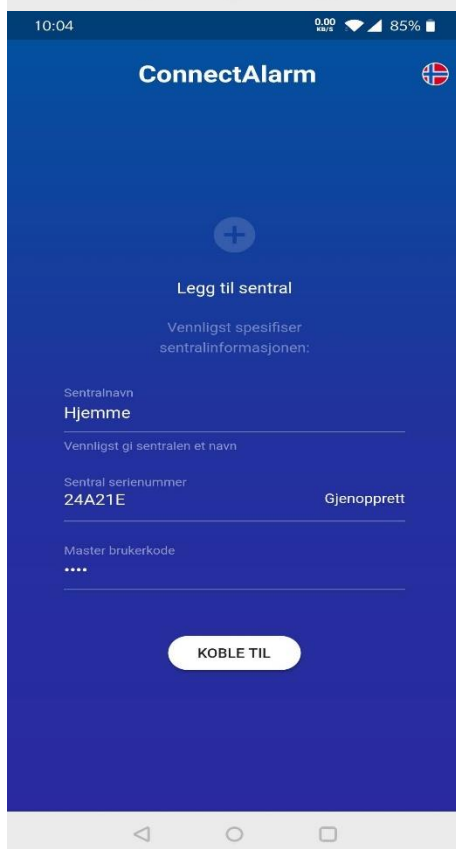 10:04
0.00
KB/S
85%
ConnectAlarm
Legg til sentral
Vennligst spesifiser
sentralinformasjonen:
Sentralnavn
Hjemme
Vennligst gi sentralen et navn
Sentral serienummer
24A21E Gjenopprett
Master brukerkode
••••
KOBLE TIL